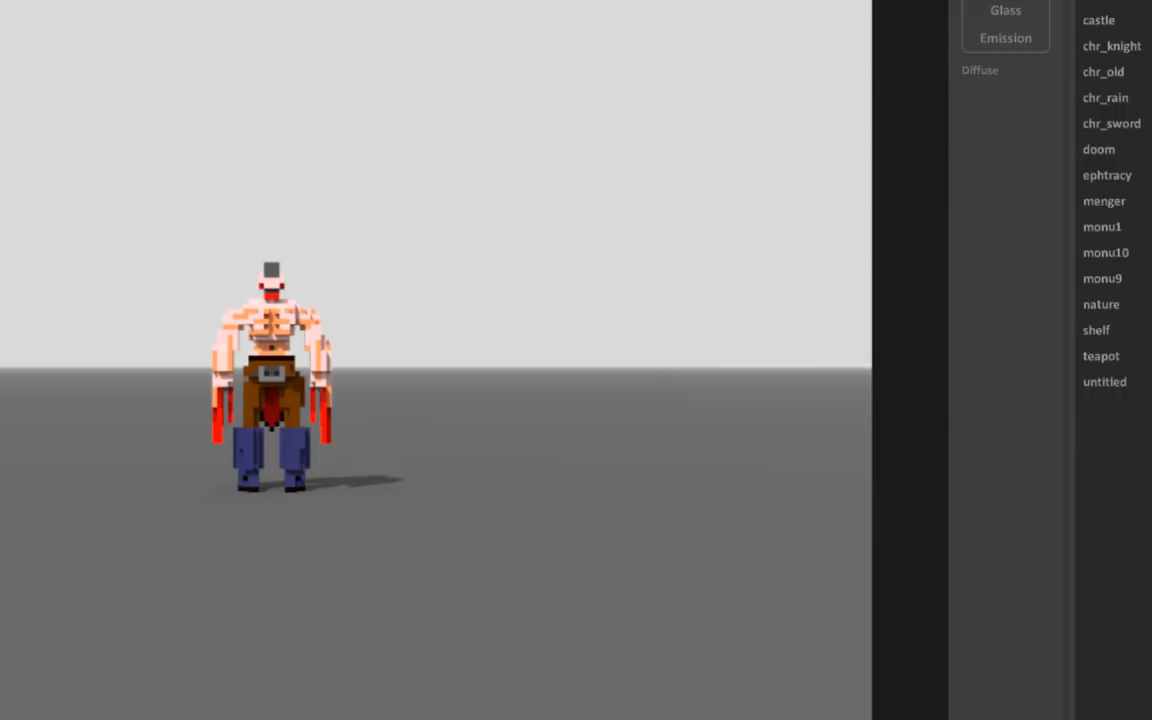 Glass
Emission
Diffuse
castle
chr_knight
chr_old
chr_rain
chr_sword
doom
ephtracy
menger
monu1
monu10
monu9
nature
shelf
teapot
untitled